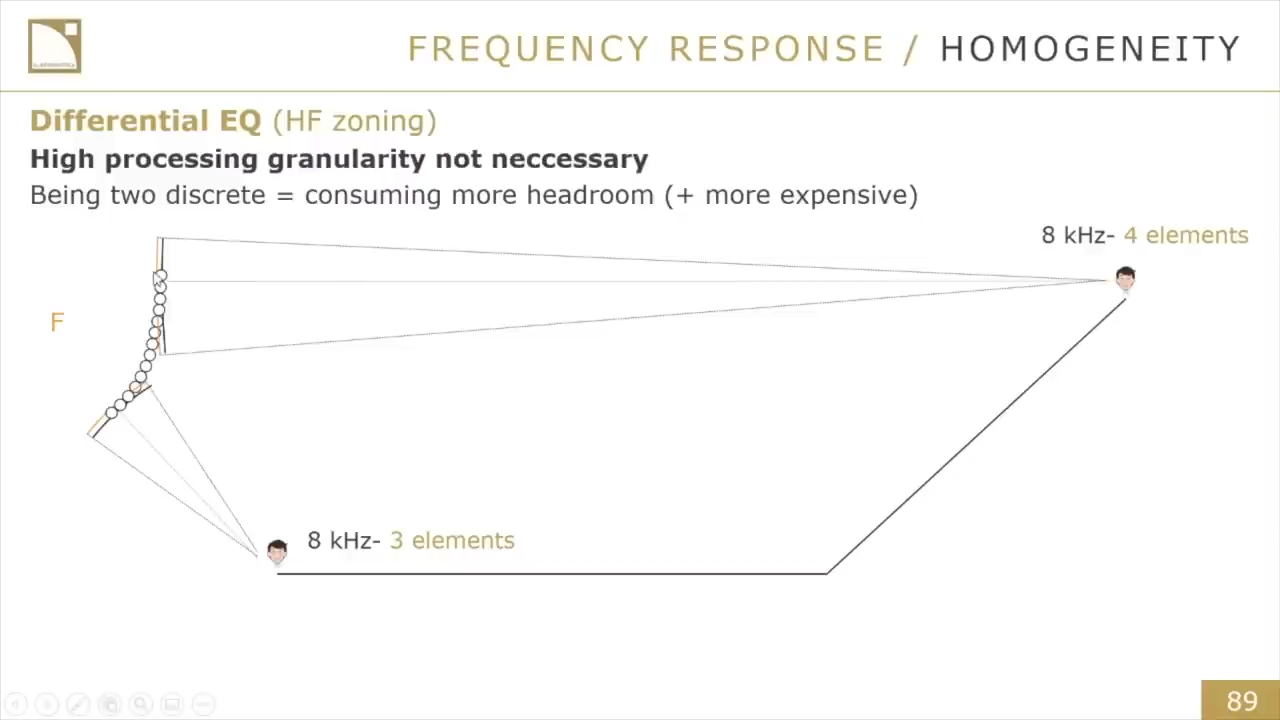 FREQUENCY RESPONSE / HOMOGENEITY
Differential EQ (HF zoning)
High processing granularity not neccessary
Being two discrete = consuming more headroom (+ more expensive)
8 kHz- 4 elements
F
8 kHz- 3 elements
89